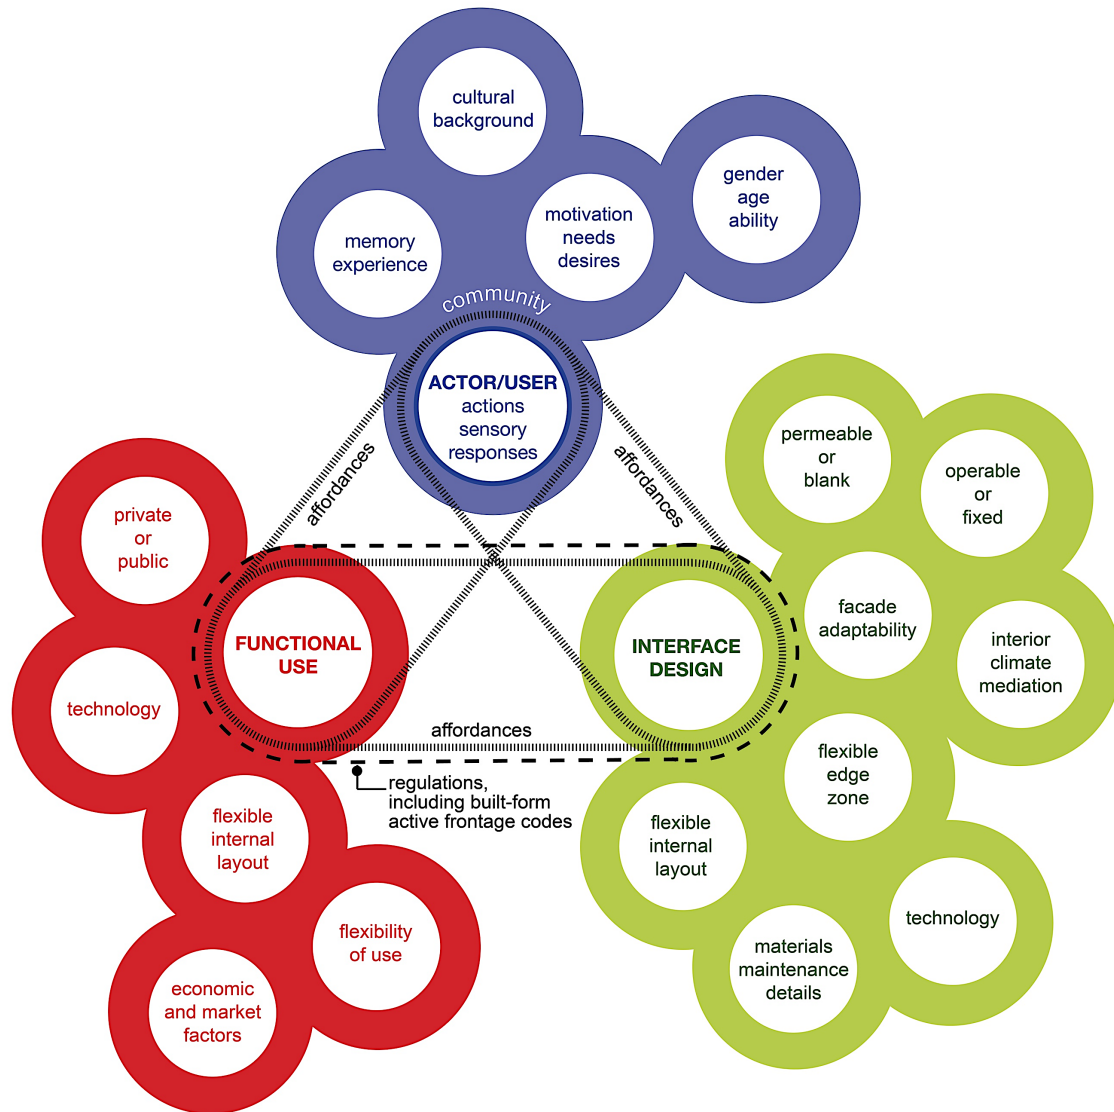 cultural
background
gender
age
ability
motivation
needs
desires
memory
experience
community
ACTOR/USER
actions
sensory
responses
affordances
affordances
permeable
or
blank
operable
or
fixed
private
or
public
facade
adaptability
interior
climate
mediation
FUNCTIONAL
USE
INTERFACE
DESIGN
technology
affordances
flexible
edge
zone
regulations,
including built-form
active frontage codes
flexible
internal
layout
flexible
internal
layout
technology
flexibility
of use
materials
maintenance
details
economic
and market
factors